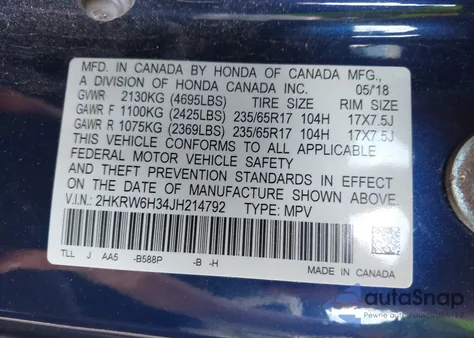 MFD. IN CANADA BY HONDA OF CANADA MFG.,
A DIVISION OF HONDA CANADA INC. 05/18
GVWR 2130KG (4695LBS) TIRE SIZE RIM SIZE
GAWR F 1100KG (2425LBS) 235/65R17 104H 17X7.5J
GAWR R 1075KG (2369LBS) 235/65R17 104H 17X7.5J
THIS VEHICLE CONFORMS TO ALL APPLICABLE
FEDERAL MOTOR VEHICLE SAFETY
AND THEFT PREVENTION STANDARDS IN EFFECT
ON THE DATE OF MANUFACTURE SHOWN ABOVE.
V.I.N.: 2HKRW6H34JH214792 TYPE: MPV
TLL J AA5 -B588P -B -H
MADE IN CANADA
autoSnap
Pewne auto